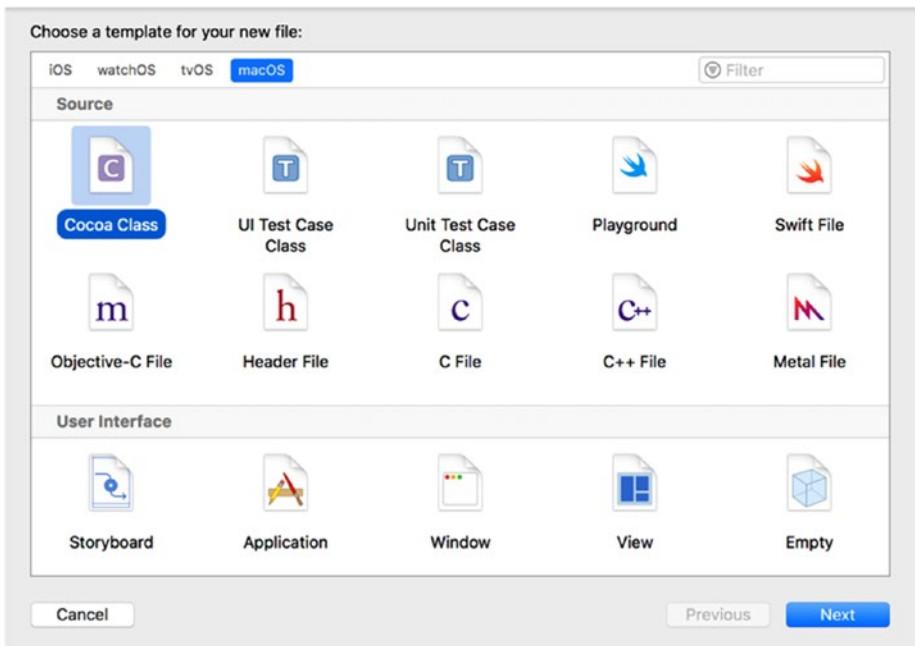 Choose a template for your new file:
iOS watchOS tvOS macOS Filter
Source
C T T
Cocoa Class UI Test Case Class Unit Test Case Class Playground Swift File
m h c C++
Objective-C File Header File C File C++ File Metal File
User Interface
Storyboard Application Window View Empty
Cancel Previous Next